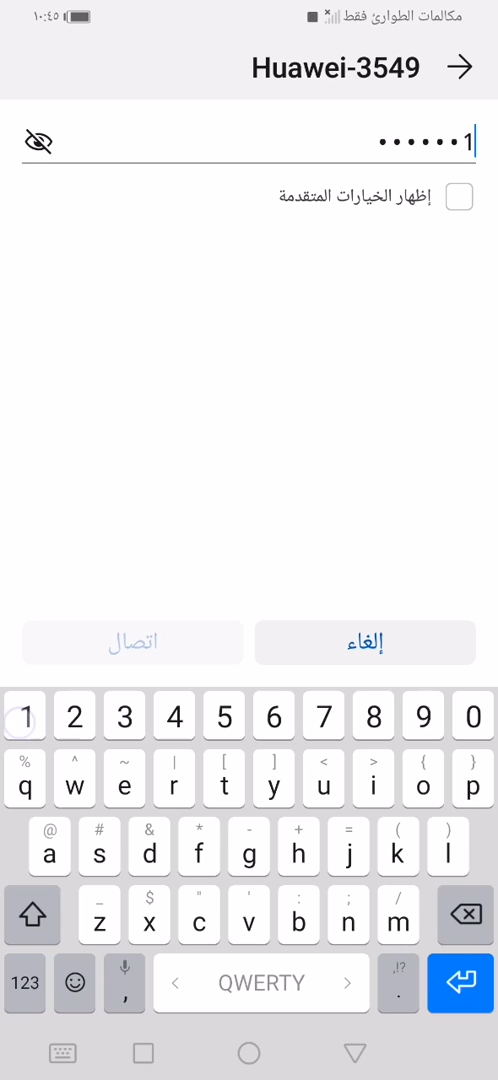 مكالمات الطوارئ فقط ١٠:٤٥
Huawei-3549
••••••1
إظهار الخيارات المتقدمة
إلغاء اتصال
1 2 3 4 5 6 7 8 9 0
% ^ ~ | [ ] < > { }
q w e r t y u i o p
@ # & * - + = ( )
a s d f g h j k l
_ $ " ' : ; /
z x c v b n m
,!?
123 , < QWERTY > .